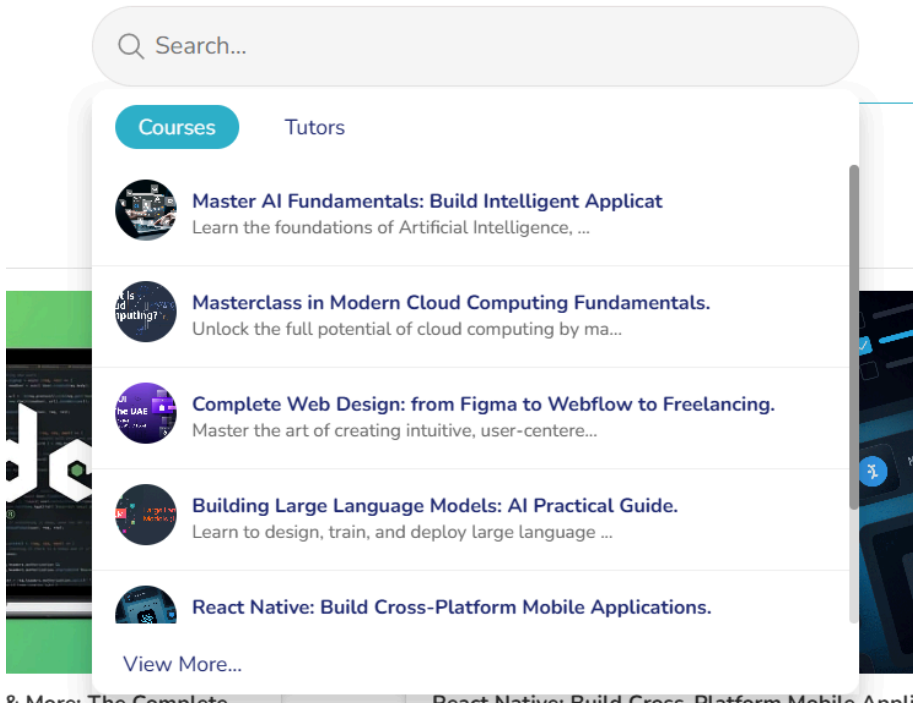 Search...
Courses
Tutors
Master AI Fundamentals: Build Intelligent Applicat
Learn the foundations of Artificial Intelligence, ...
Masterclass in Modern Cloud Computing Fundamentals.
Unlock the full potential of cloud computing by ma...
Complete Web Design: from Figma to Webflow to Freelancing.
Master the art of creating intuitive, user-centere...
Building Large Language Models: AI Practical Guide.
Learn to design, train, and deploy large language ...
React Native: Build Cross-Platform Mobile Applications.
View More...
& More: The Complete
React Native: Build Cross-Platform Mobile Appli